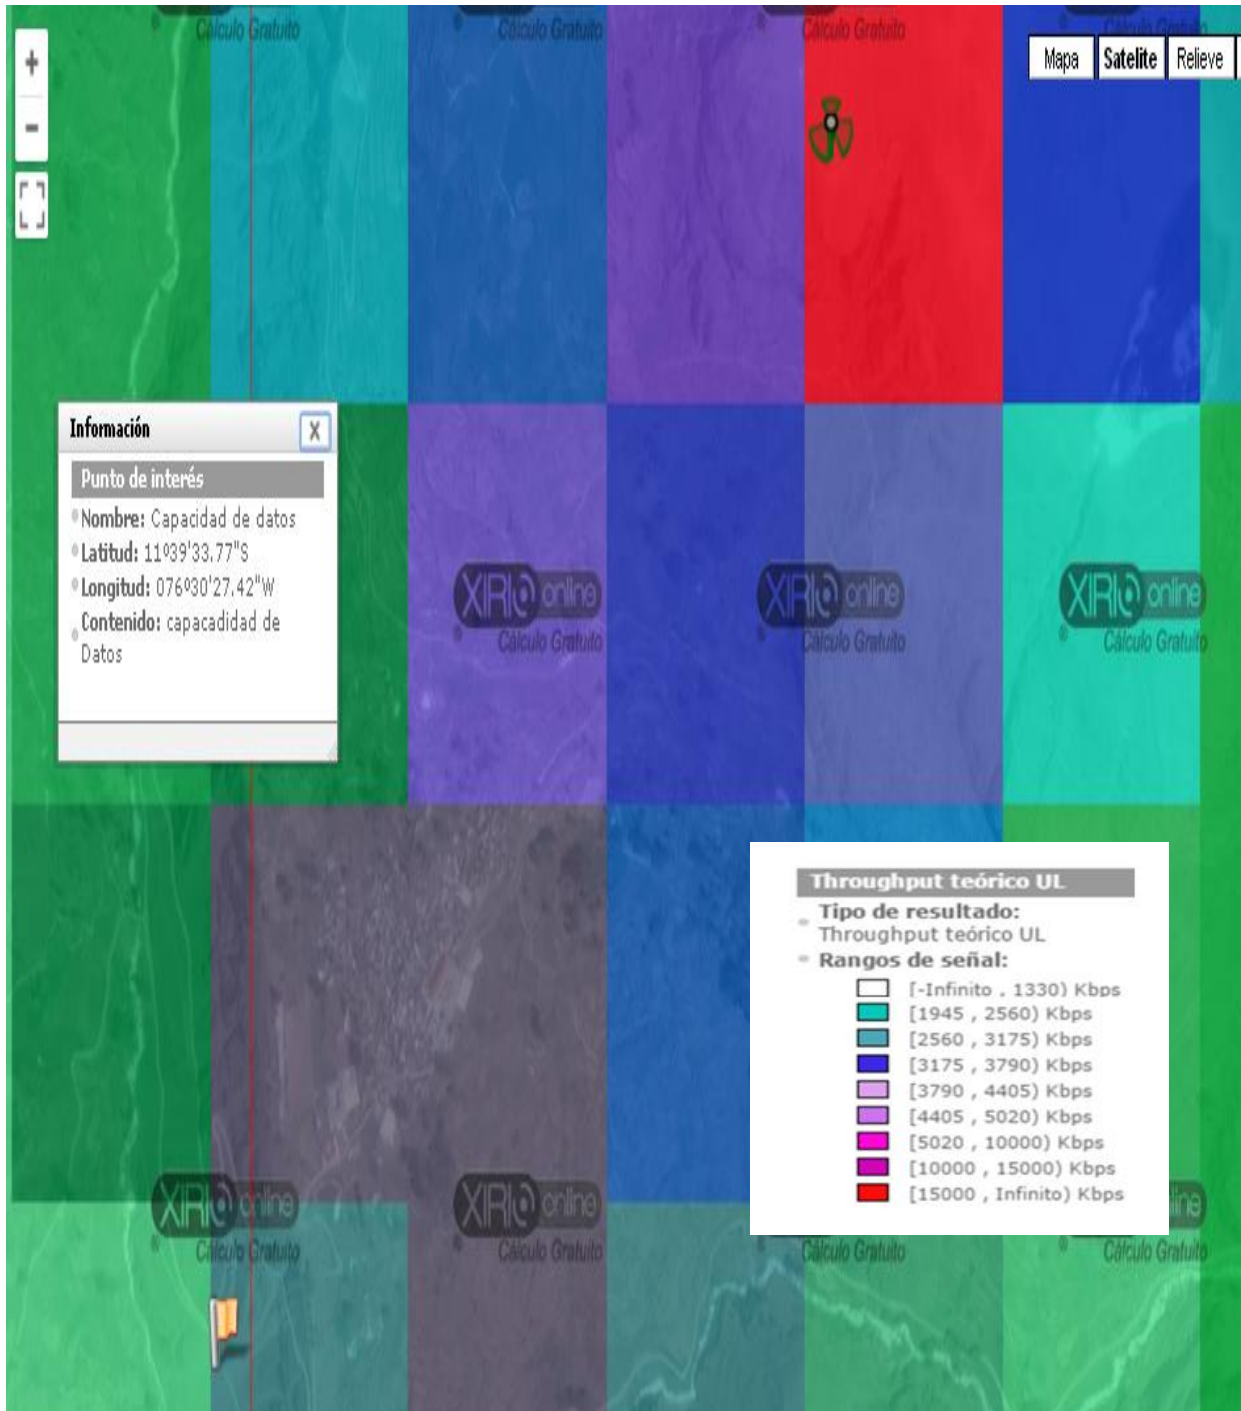 Cálculo Gratuito
Cálculo Gratuito
Cálculo Gratuito
+
Mapa
Satelite
Relieve
-
Información
X
Punto de interés
Nombre: Capacidad de datos
Latitud: 11º39'33.77"S
Longitud: 076º30'27.42"W
Contenido: capacadidad de
Datos
XIRIO online
Cálculo Gratuito
XIRIO online
Cálculo Gratuito
XIRIO online
Cálculo Gratuito
Throughput teórico UL
Tipo de resultado:
Throughput teórico UL
Rangos de señal:
[-Infinito , 1330) Kbps
[1945 , 2560) Kbps
[2560 , 3175) Kbps
[3175 , 3790) Kbps
[3790 , 4405) Kbps
[4405 , 5020) Kbps
[5020 , 10000) Kbps
[10000 , 15000) Kbps
[15000 , Infinito) Kbps
XIRIO online
Cálculo Gratuito
XIRIO online
Cálculo Gratuito
Cálculo Gratuito
Cálculo Gratuito